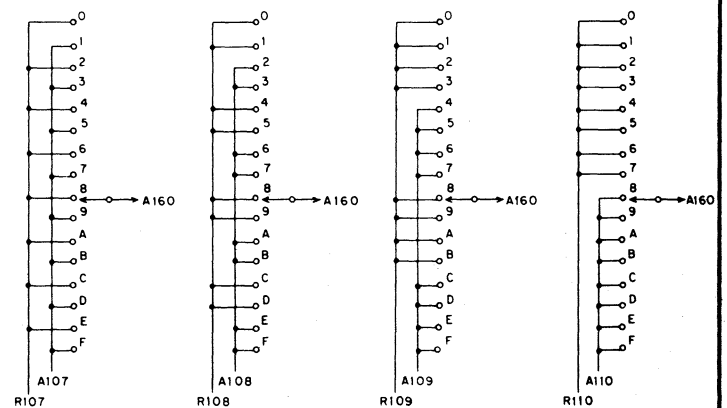 0 0 0 0
1 1 1 1
2 2 2 2
3 3 3 3
4 4 4 4
5 5 5 5
6 6 6 6
7 7 7 7
8 8 8 8
A160 A160 A160 A160
9 9 9 9
A A A A
B B B B
C C C C
D D D D
E E E E
F F F F
A107 A108 A109 A110
R107 R108 R109 R110